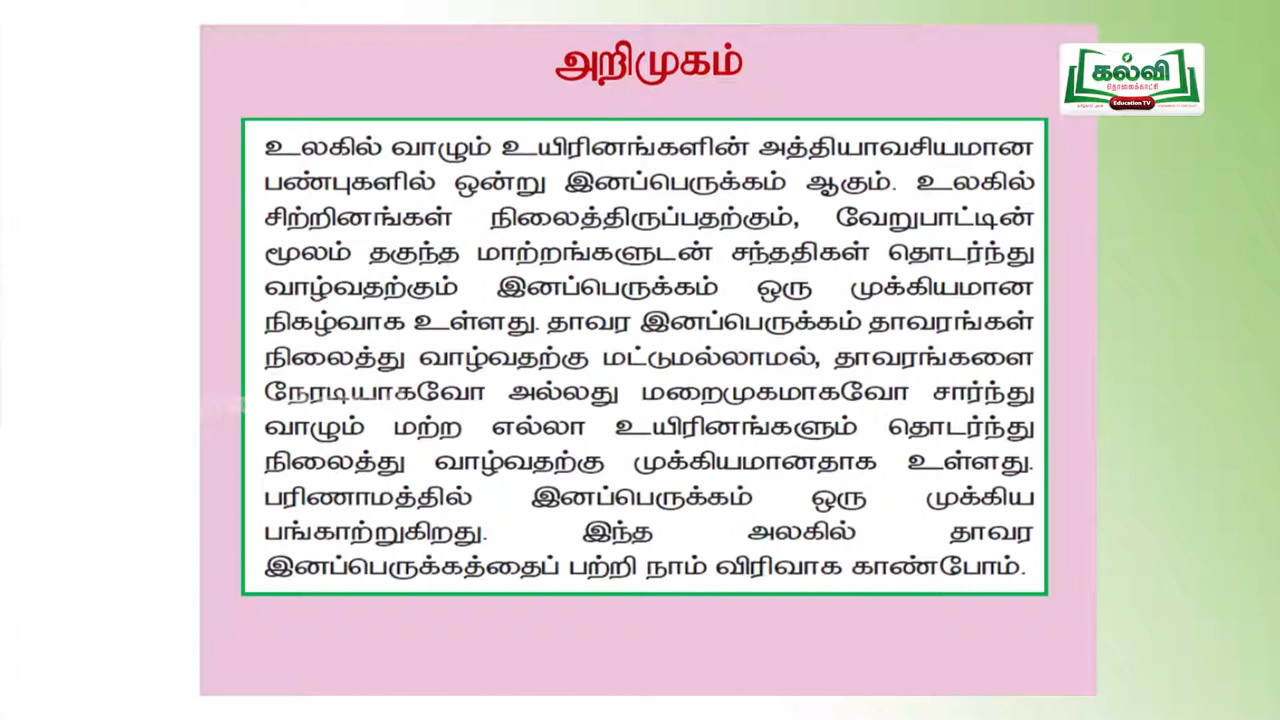 அறிமுகம்
கல்வி
தொலைக்காட்சி
Education TV
உலகில் வாழும் உயிரினங்களின் அத்தியாவசியமான
பண்புகளில் ஒன்று இனப்பெருக்கம் ஆகும். உலகில்
சிற்றினங்கள் நிலைத்திருப்பதற்கும், வேறுபாட்டின்
மூலம் தகுந்த மாற்றங்களுடன் சந்ததிகள் தொடர்ந்து
வாழ்வதற்கும் இனப்பெருக்கம் ஒரு முக்கியமான
நிகழ்வாக உள்ளது. தாவர இனப்பெருக்கம் தாவரங்கள்
நிலைத்து வாழ்வதற்கு மட்டுமல்லாமல், தாவரங்களை
நேரடியாகவோ அல்லது மறைமுகமாகவோ சார்ந்து
வாழும் மற்ற எல்லா உயிரினங்களும் தொடர்ந்து
நிலைத்து வாழ்வதற்கு முக்கியமானதாக உள்ளது.
பரிணாமத்தில் இனப்பெருக்கம் ஒரு முக்கிய
பங்காற்றுகிறது. இந்த அலகில் தாவர
இனப்பெருக்கத்தைப் பற்றி நாம் விரிவாக காண்போம்.